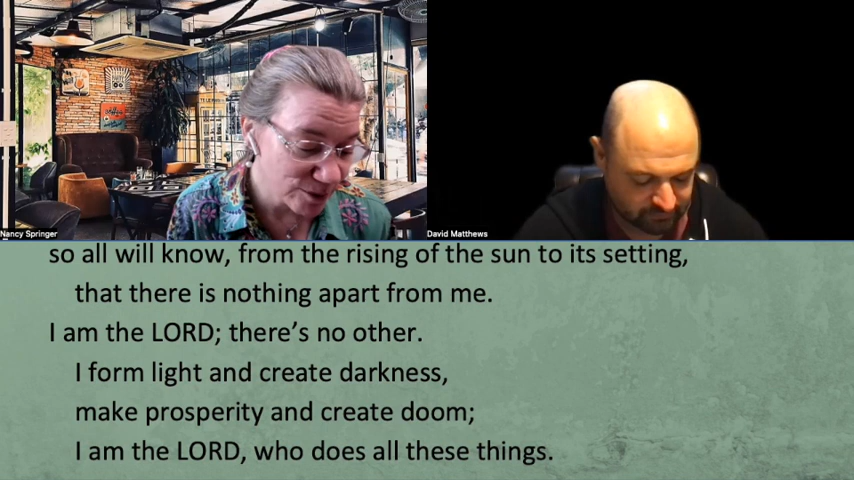 Nancy Springer
David Matthews
so all will know, from the rising of the sun to its setting,
that there is nothing apart from me.
I am the LORD; there’s no other.
I form light and create darkness,
make prosperity and create doom;
I am the LORD, who does all these things.